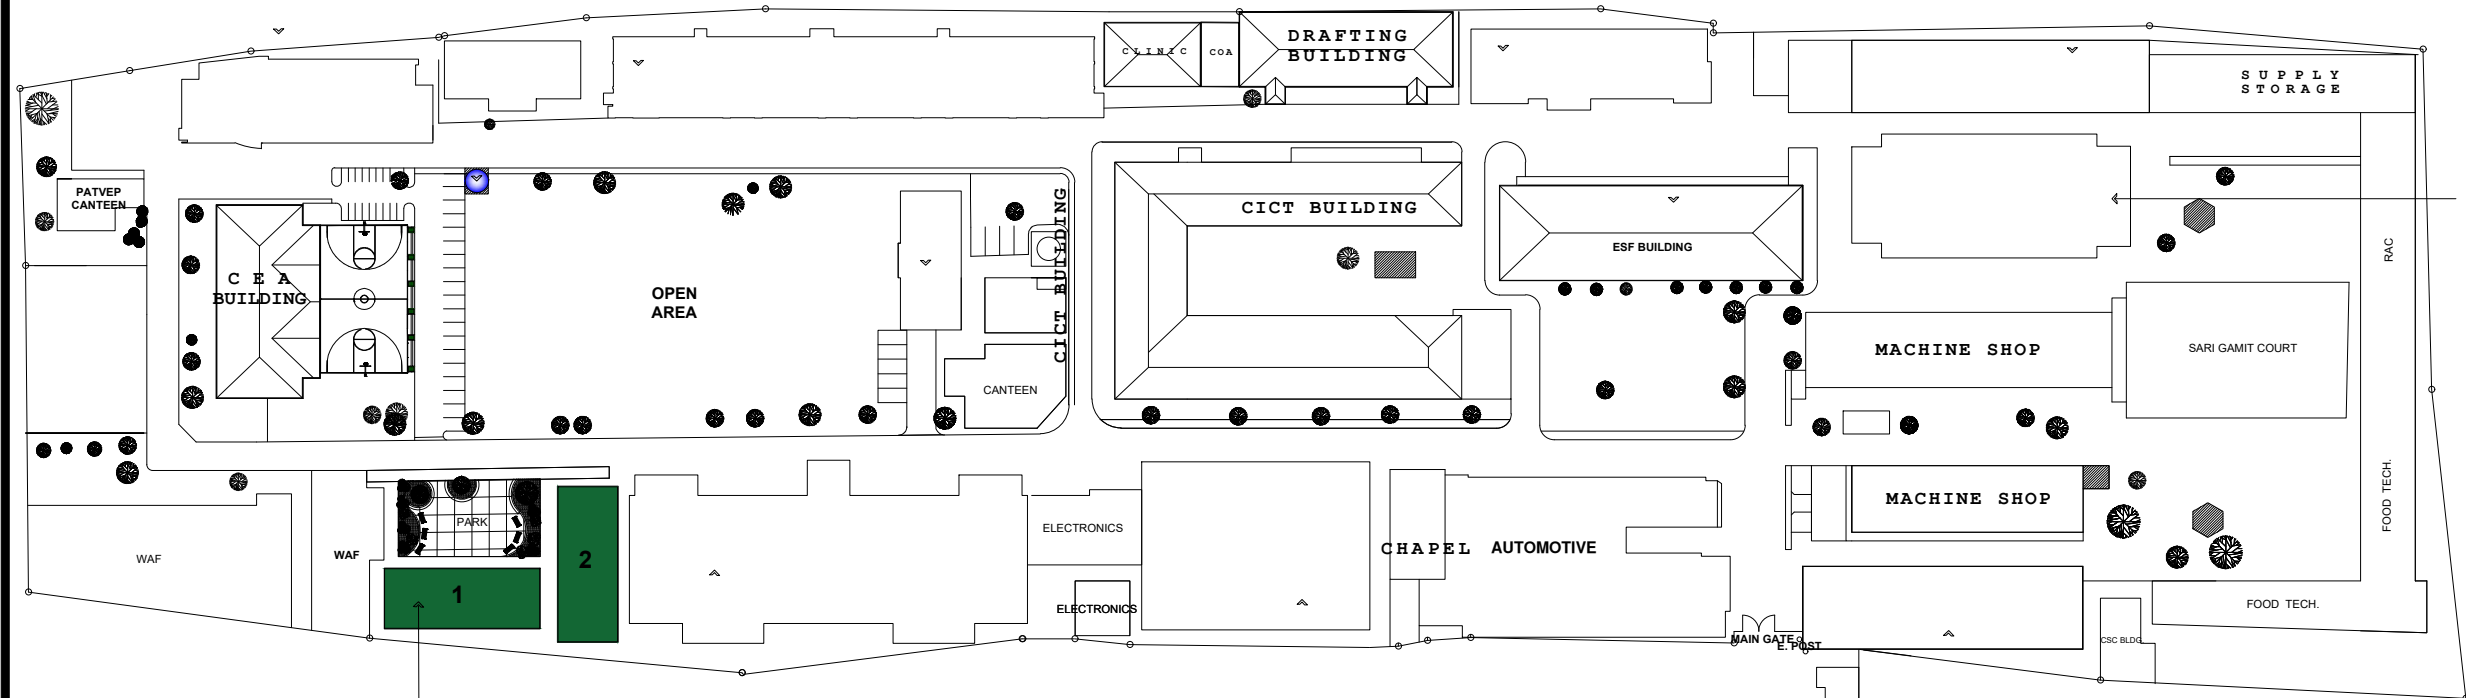 DRAFTING
BUILDING
CLINIC
COA
SUPPLY
STORAGE
PATVEP
CANTEEN
CICT BUILDING
CICT BUILDING
ESF BUILDING
RAC
CEA
BUILDING
OPEN
AREA
MACHINE SHOP
SARI GAMIT COURT
CANTEEN
MACHINE SHOP
FOOD TECH.
PARK
ELECTRONICS
WAF
WAF
2
CHAPEL
AUTOMOTIVE
1
ELECTRONICS
FOOD TECH.
MAIN GATE
E. POST
CSC BLDG.